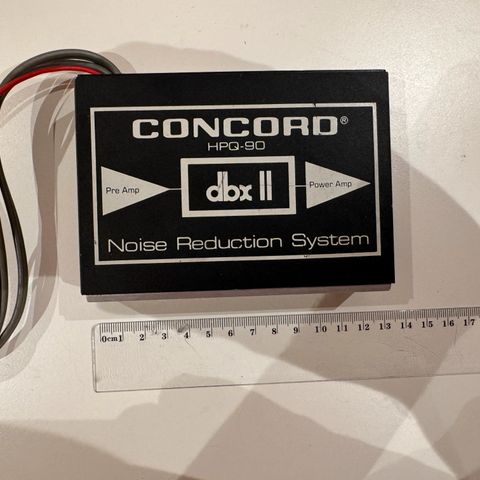 CONCORD®
HPQ-90
Pre Amp
dbx II
Power Amp
Noise Reduction System
0cm1 2 3 4 5 6 7 8 9 10 11 12 13 14 15 16 17